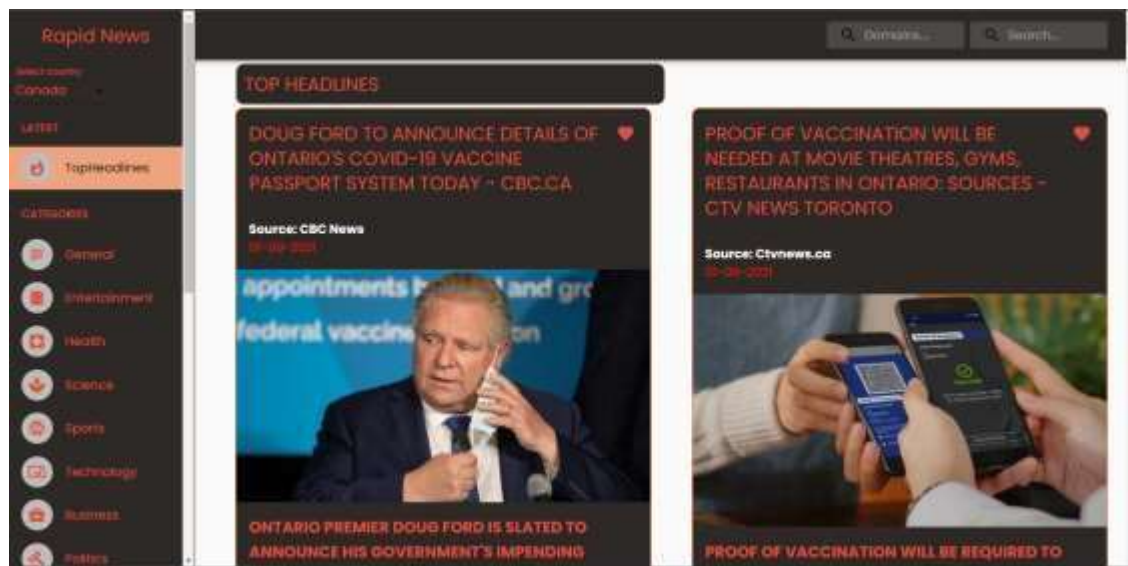 Rapid News
Select country
Canada
LATEST
TopHeadlines
CATEGORIES
General
Entertainment
Health
Science
Sports
Technology
Business
Politics
Domains...
Search...
TOP HEADLINES
DOUG FORD TO ANNOUNCE DETAILS OF
ONTARIO'S COVID-19 VACCINE
PASSPORT SYSTEM TODAY - CBC.CA
Source: CBC News
01-09-2021
appointments
and
federal vaccine
ONTARIO PREMIER DOUG FORD IS SLATED TO
ANNOUNCE HIS GOVERNMENT'S IMPENDING
PROOF OF VACCINATION WILL BE
NEEDED AT MOVIE THEATRES, GYMS,
RESTAURANTS IN ONTARIO: SOURCES -
CTV NEWS TORONTO
Source: Ctvnews.ca
PROOF OF VACCINATION WILL BE REQUIRED TO